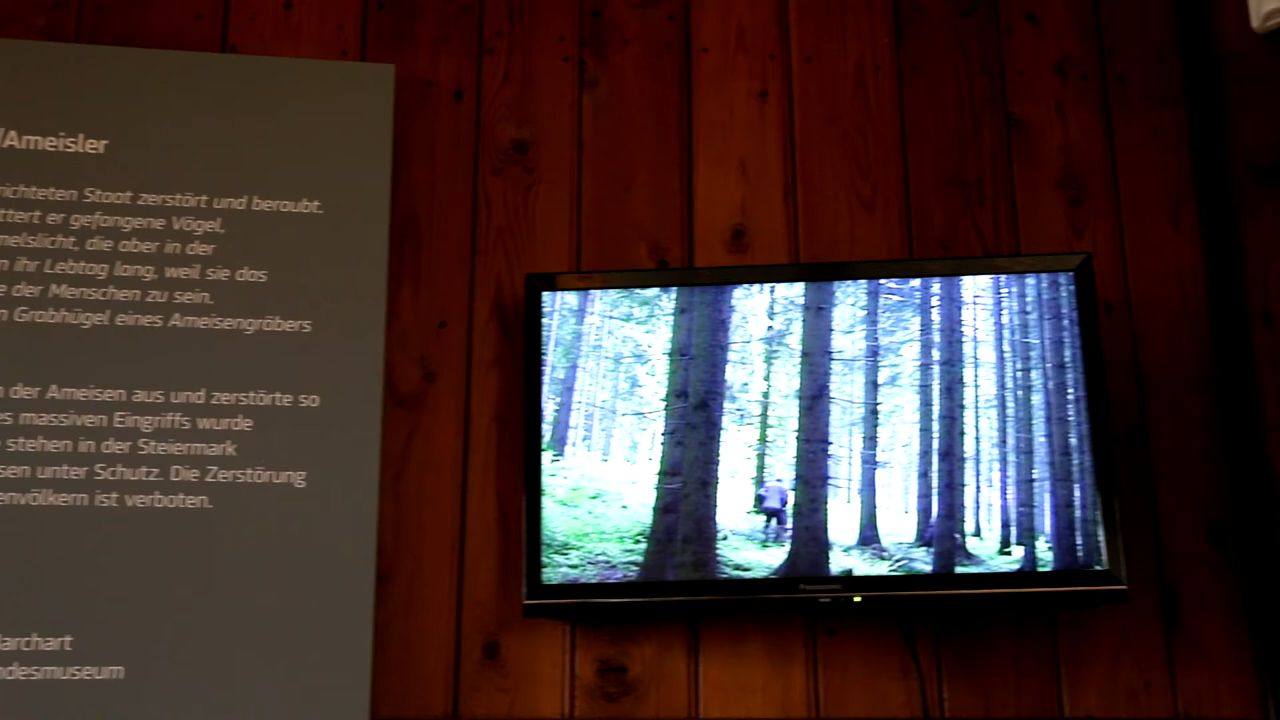 /Ameisler
richteten Staat zerstört und beraubt.
ttert er gefangene Vögel,
melslicht, die aber in der
n ihr Lebtag lang, weil sie das
e der Menschen zu sein.
n Grabhügel eines Ameisengräbers
n der Ameisen aus und zerstörte so
es massiven Eingriffs wurde
stehen in der Steiermark
sen unter Schutz. Die Zerstörung
envölkern ist verboten.
Marchart
ndesmuseum
Panasonic